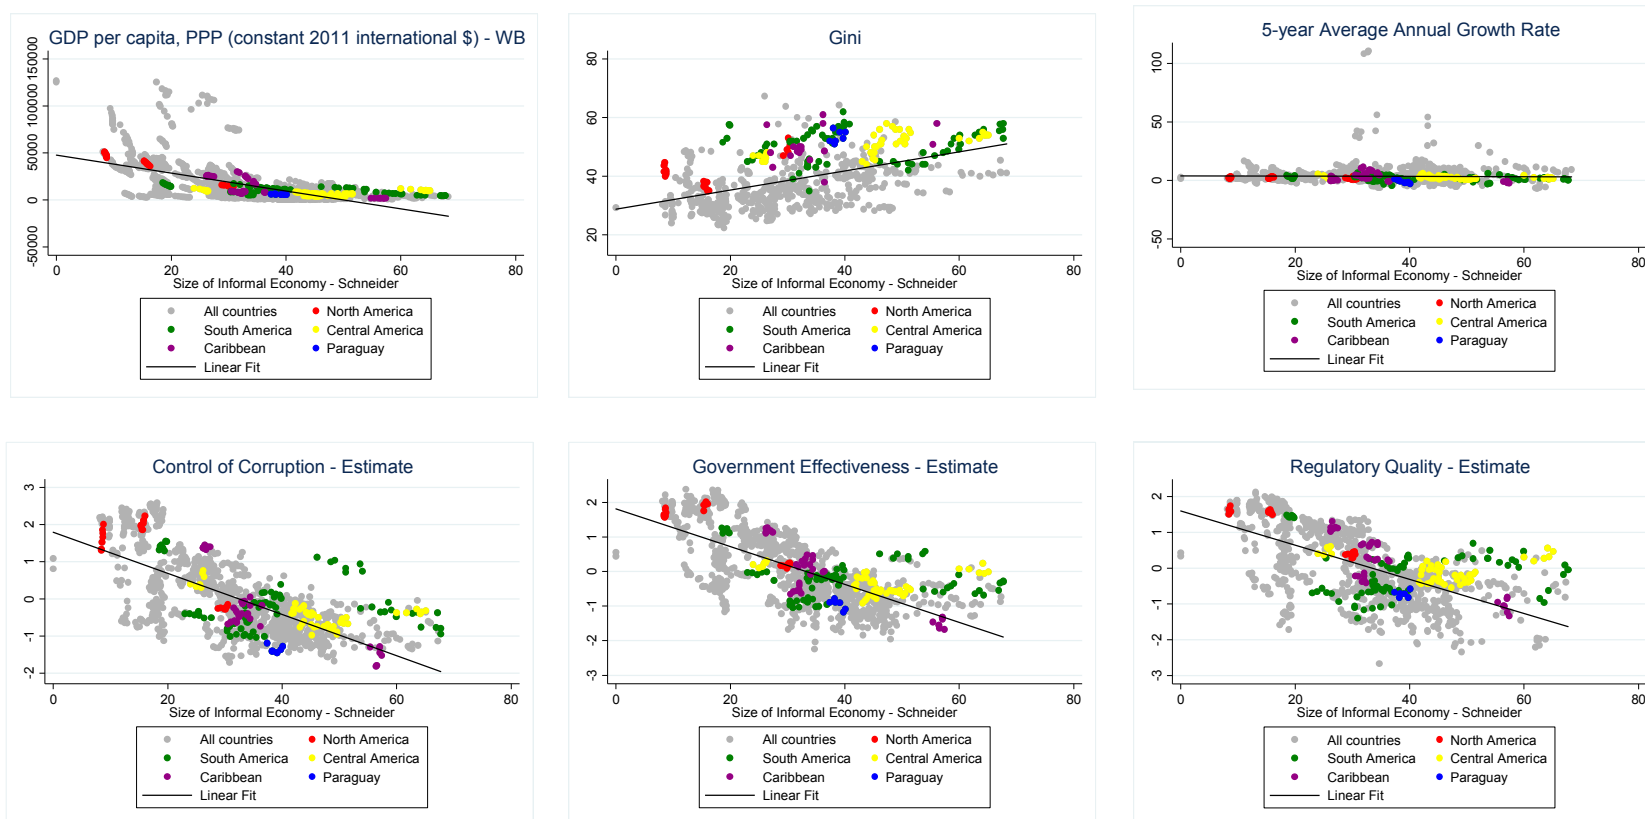 GDP per capita, PPP (constant 2011 international $) - WB
150000
100000
50000
0
-50000
0 20 40 60 80
Size of Informal Economy - Schneider
All countries North America
South America Central America
Caribbean Paraguay
Linear Fit
Gini
80
60
40
20
0 20 40 60 80
Size of Informal Economy - Schneider
All countries North America
South America Central America
Caribbean Paraguay
Linear Fit
5-year Average Annual Growth Rate
100
50
0
-50
0 20 40 60 80
Size of Informal Economy - Schneider
All countries North America
South America Central America
Caribbean Paraguay
Linear Fit
Control of Corruption - Estimate
3
2
1
0
-1
-2
0 20 40 60 80
Size of Informal Economy - Schneider
All countries North America
South America Central America
Caribbean Paraguay
Linear Fit
Government Effectiveness - Estimate
2
1
0
-1
-2
-3
0 20 40 60 80
Size of Informal Economy - Schneider
All countries North America
South America Central America
Caribbean Paraguay
Linear Fit
Regulatory Quality - Estimate
2
1
0
-1
-2
-3
0 20 40 60 80
Size of Informal Economy - Schneider
All countries North America
South America Central America
Caribbean Paraguay
Linear Fit